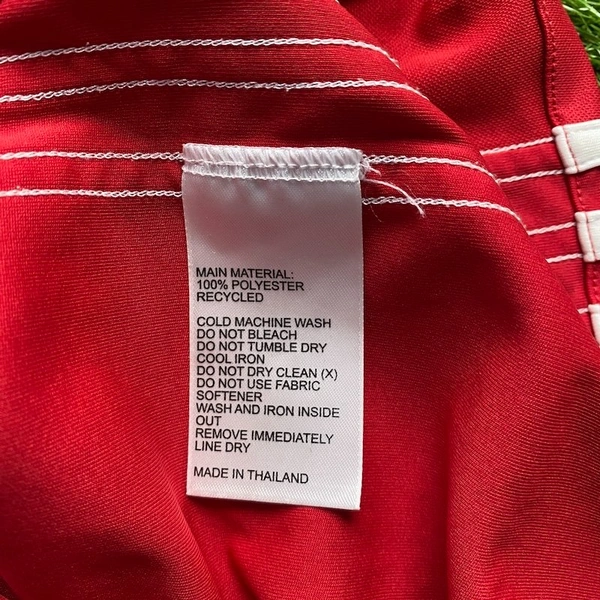 MAIN MATERIAL:
100% POLYESTER
RECYCLED
COLD MACHINE WASH
DO NOT BLEACH
DO NOT TUMBLE DRY
COOL IRON
DO NOT DRY CLEAN (X)
DO NOT USE FABRIC
SOFTENER
WASH AND IRON INSIDE
OUT
REMOVE IMMEDIATELY
LINE DRY
MADE IN THAILAND